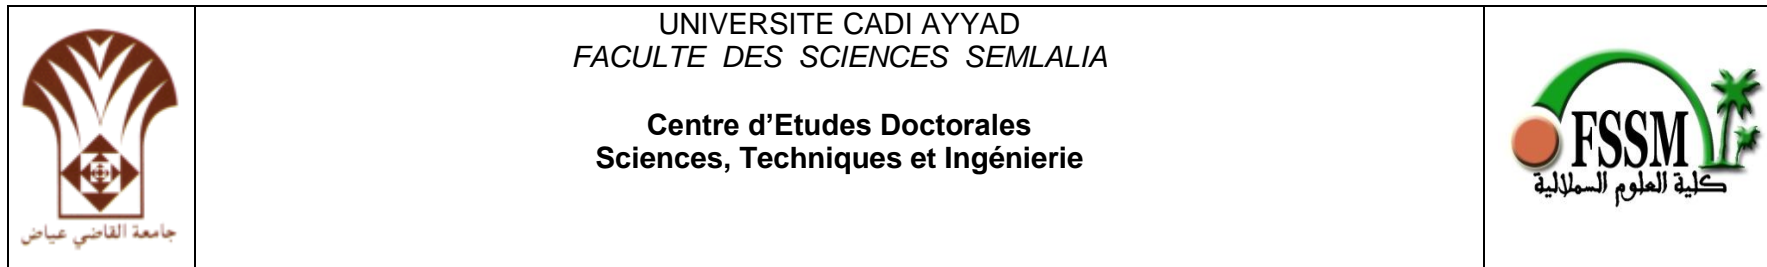 UNIVERSITE CADI AYYAD
FACULTE DES SCIENCES SEMLALIA
Centre d'Etudes Doctorales
Sciences, Techniques et Ingénierie
جامعة القاضي عياض
FSSM
كلية العلوم السملالية